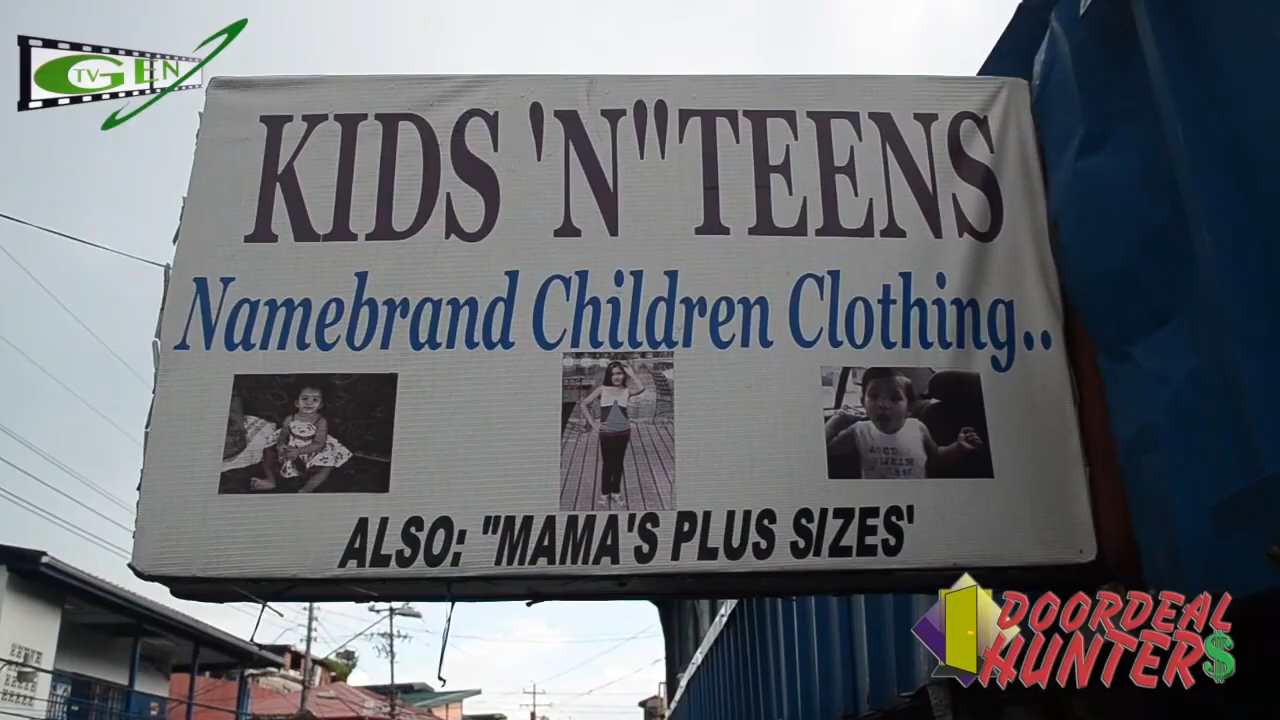 TV GEN
KIDS 'N" TEENS
Namebrand Children Clothing..
ALSO: "MAMA'S PLUS SIZES'
DOORDEAL
HUNTER$